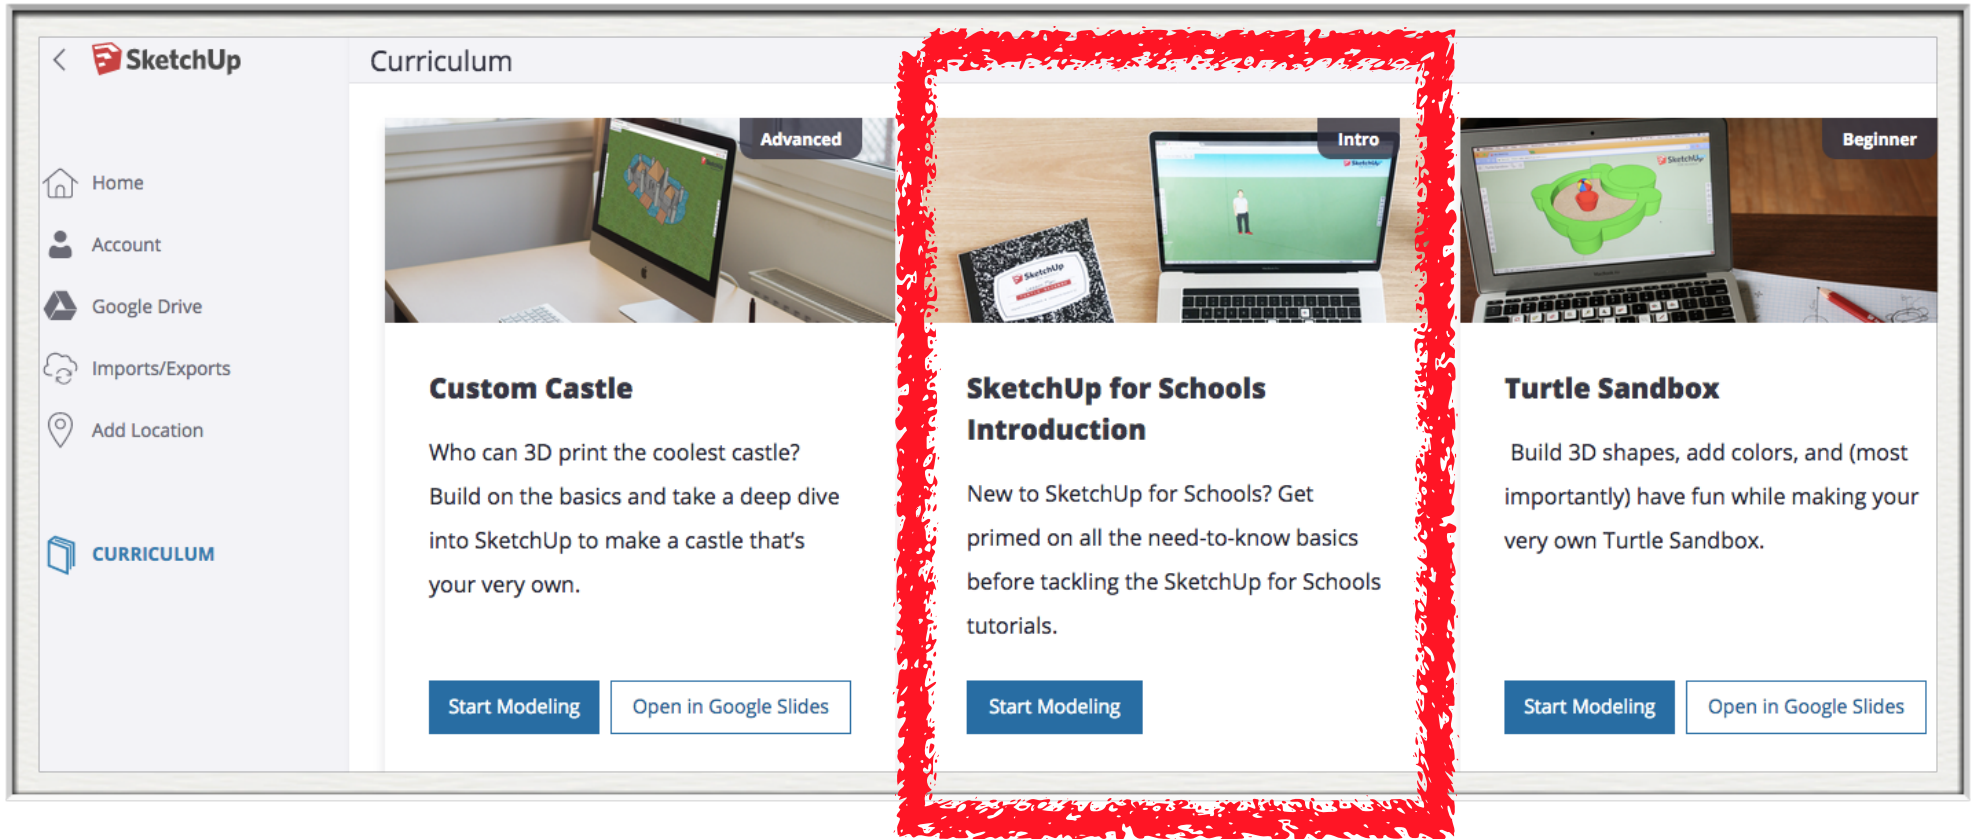 SketchUp
Curriculum
Home
Account
Google Drive
Imports/Exports
Add Location
CURRICULUM
Advanced
Custom Castle
Who can 3D print the coolest castle?
Build on the basics and take a deep dive
into SketchUp to make a castle that's
your very own.
Start Modeling
Open in Google Slides
Intro
SketchUp
SketchUp
SketchUp for Schools
Introduction
New to SketchUp for Schools? Get
primed on all the need-to-know basics
before tackling the SketchUp for Schools
tutorials.
Start Modeling
Beginner
SketchUp
Turtle Sandbox
Build 3D shapes, add colors, and (most
importantly) have fun while making your
very own Turtle Sandbox.
Start Modeling
Open in Google Slides